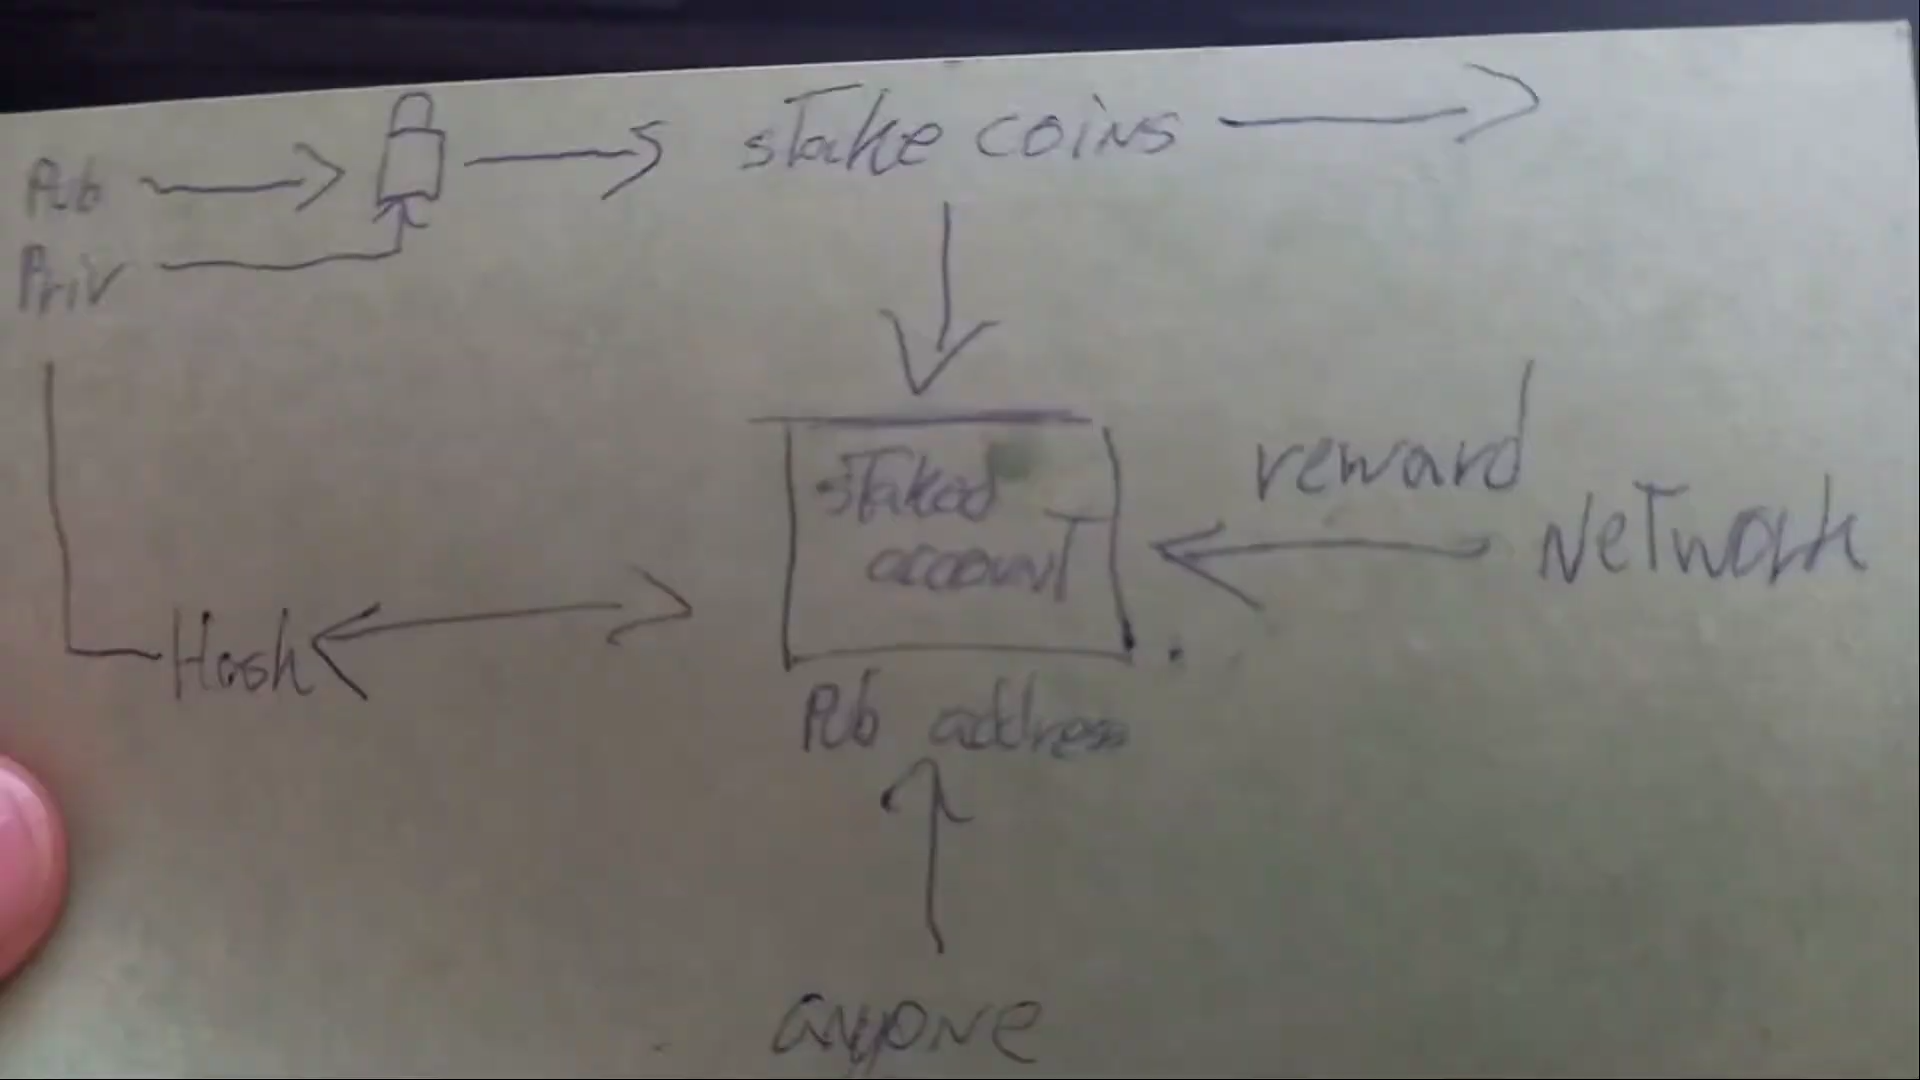 Pub
stake coins
Priv
staked
account
reward
Network
Hash
Pub address
anyone